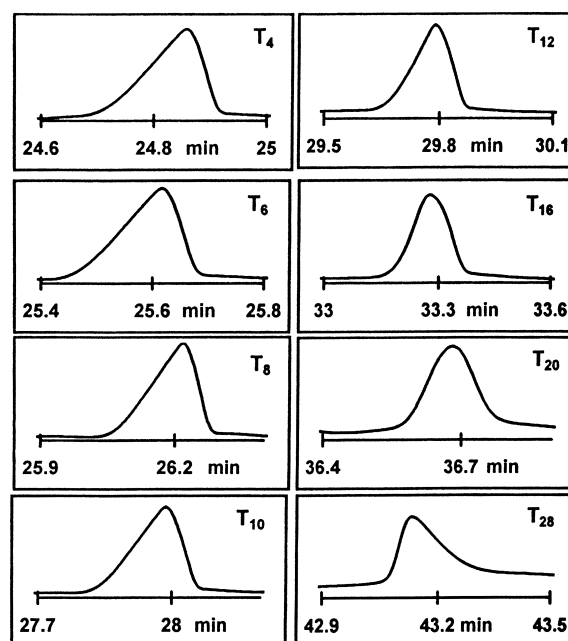 T₄
24.6 24.8 min 25
T₆
25.4 25.6 min 25.8
T₈
25.9 26.2 min
T₁₀
27.7 28 min
T₁₂
29.5 29.8 min 30.1
T₁₆
33 33.3 min 33.6
T₂₀
36.4 36.7 min
T₂₈
42.9 43.2 min 43.5